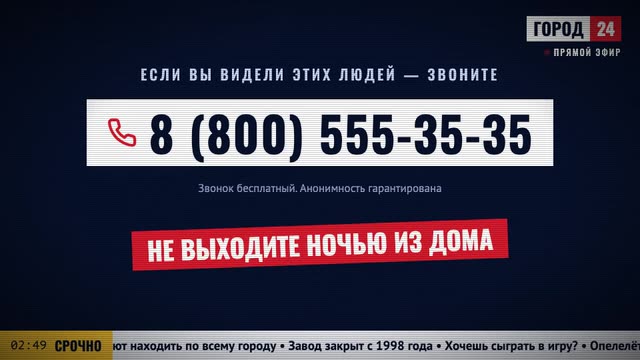 ГОРОД 24
ПРЯМОЙ ЭФИР
ЕСЛИ ВЫ ВИДЕЛИ ЭТИХ ЛЮДЕЙ — ЗВОНИТЕ
8 (800) 555-35-35
Звонок бесплатный. Анонимность гарантирована
НЕ ВЫХОДИТЕ НОЧЬЮ ИЗ ДОМА
02:49 СРОЧНО ют находить по всему городу • Завод закрыт с 1998 года • Хочешь сыграть в игру? • Опелелёт